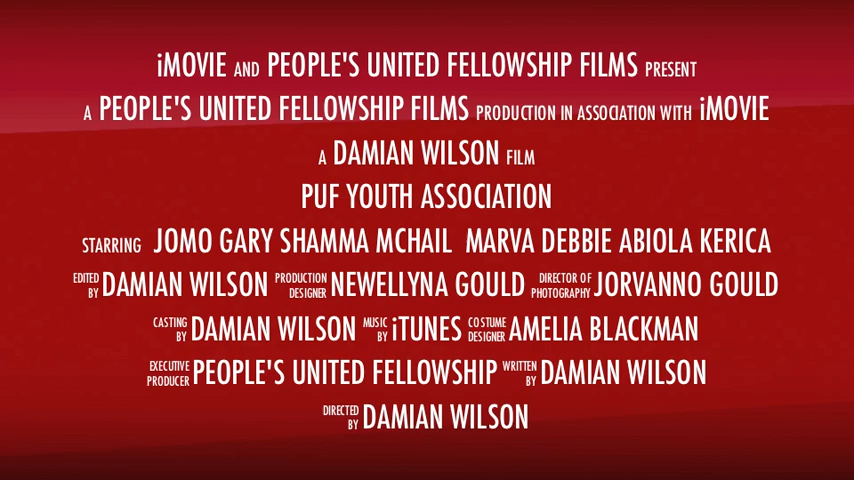 iMOVIE AND PEOPLE'S UNITED FELLOWSHIP FILMS PRESENT
A PEOPLE'S UNITED FELLOWSHIP FILMS PRODUCTION IN ASSOCIATION WITH iMOVIE
A DAMIAN WILSON FILM
PUF YOUTH ASSOCIATION
STARRING JOMO GARY SHAMMA MCHAIL MARVA DEBBIE ABIOLA KERICA
EDITED BY DAMIAN WILSON PRODUCTION DESIGNER NEWELLYNA GOULD DIRECTOR OF PHOTOGRAPHY JORVANNO GOULD
CASTING BY DAMIAN WILSON MUSIC BY iTUNES COSTUME DESIGNER AMELIA BLACKMAN
EXECUTIVE PRODUCER PEOPLE'S UNITED FELLOWSHIP WRITTEN BY DAMIAN WILSON
DIRECTED BY DAMIAN WILSON